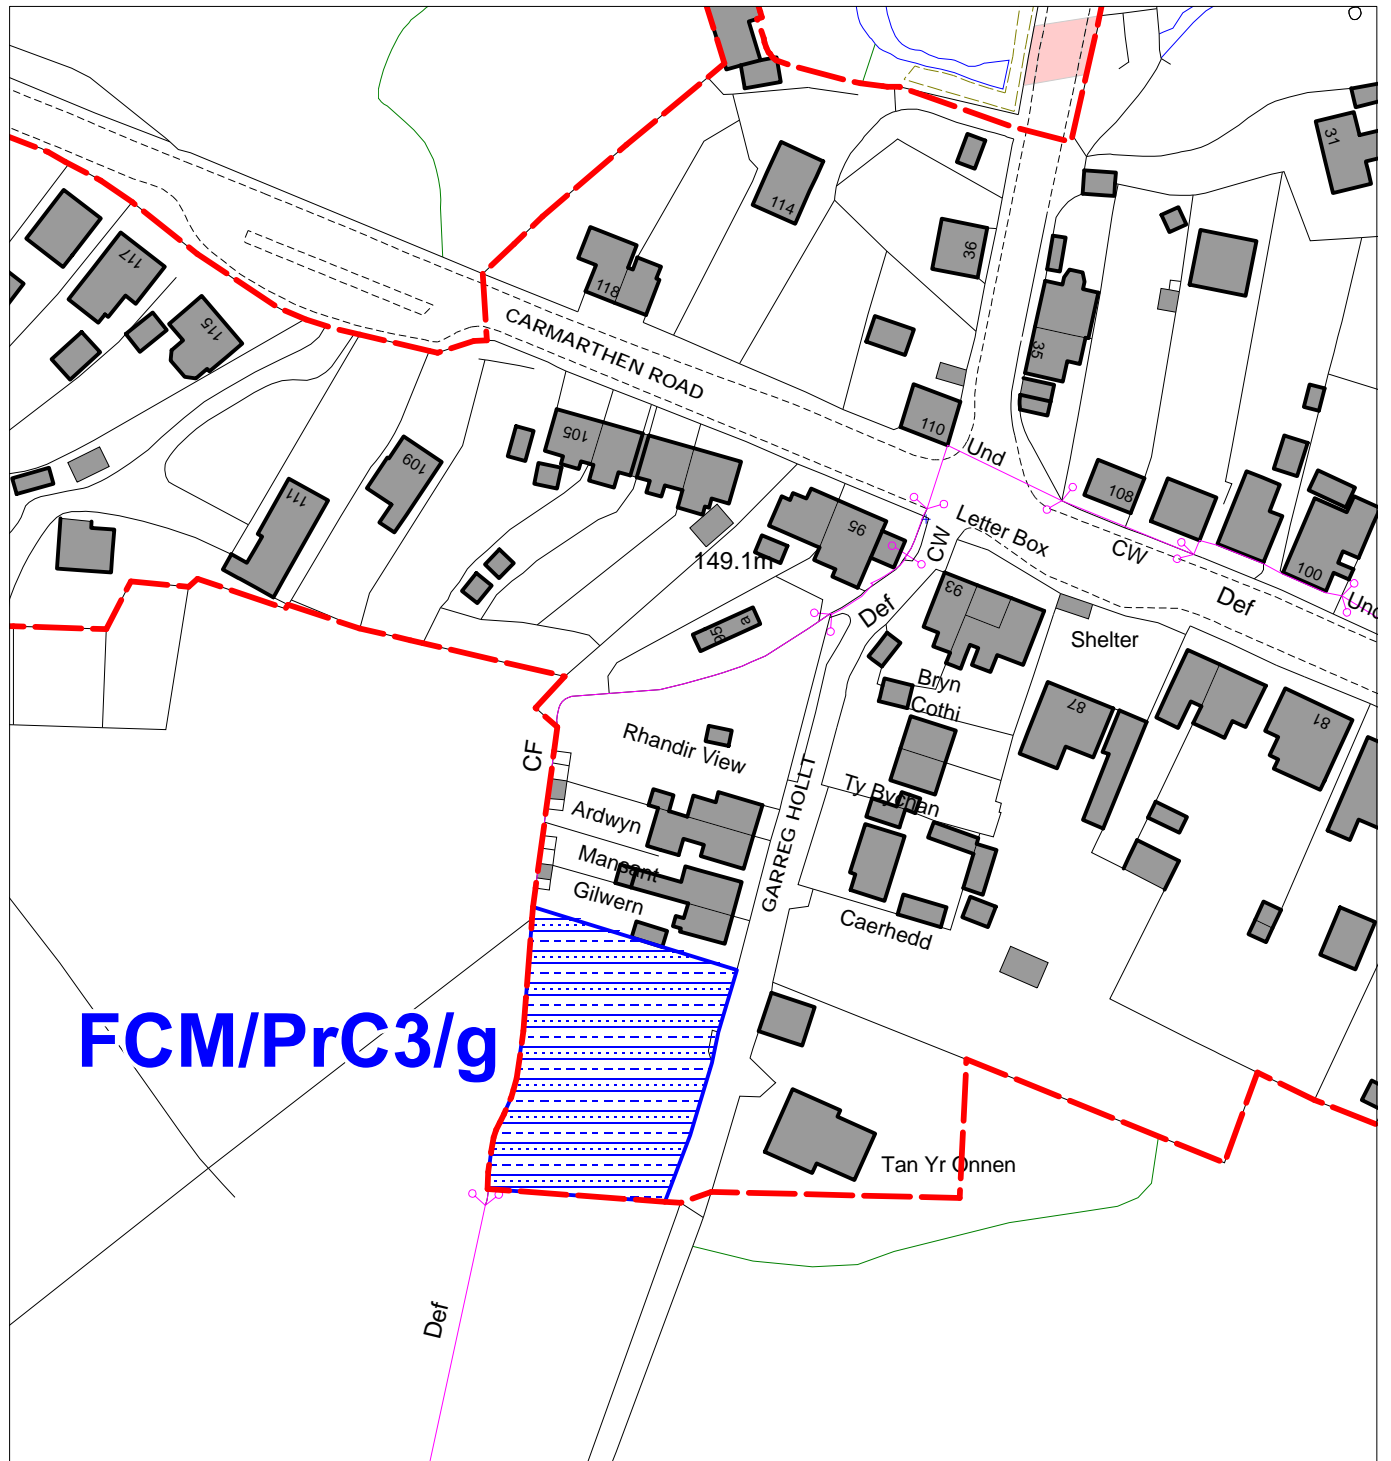 31
114
36
117
118
115
CARMARTHEN ROAD
35
110
Und
105
109
108
111
Letter Box
95
CW
CW
149.1m
100
Def
93
Def
Und
95
a
Shelter
Bryn
Cothi
87
81
Rhandir View
CF
Ty Bychan
GARREG HOLLT
Ardwyn
Mansant
Gilwern
Caerhedd
FCM/PrC3/g
Tan Yr Onnen
Def